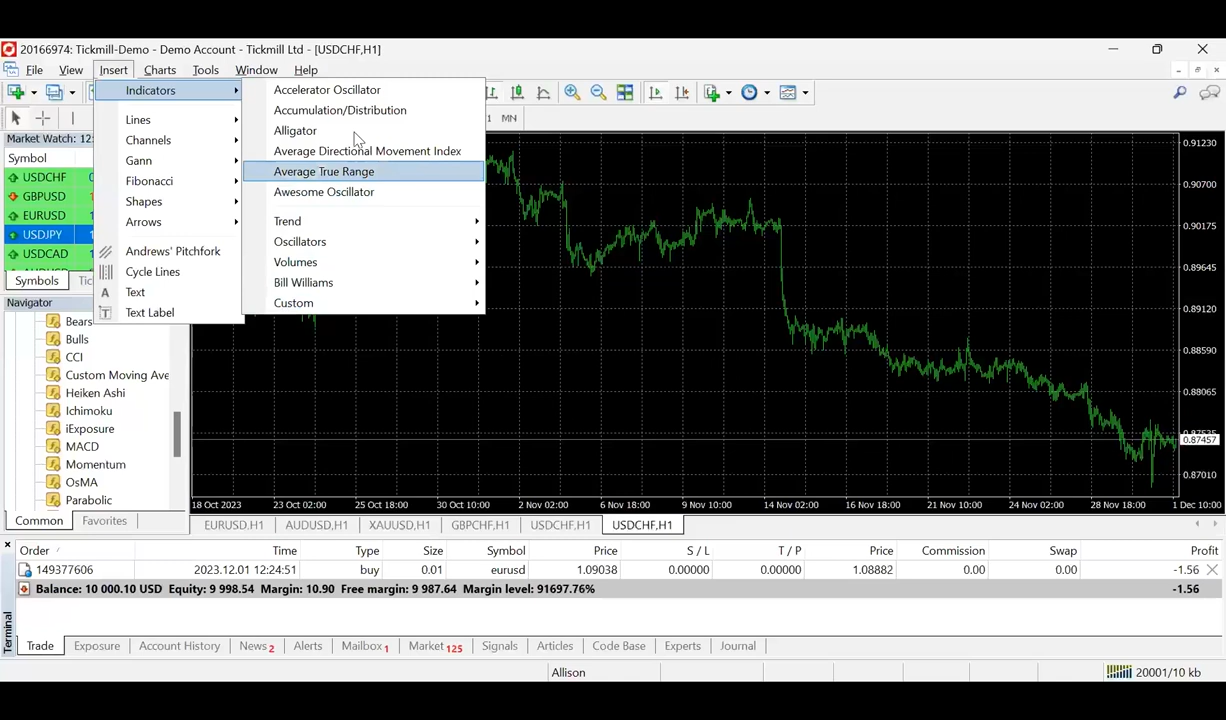 20166974: Tickmill-Demo - Demo Account - Tickmill Ltd - [USDCHF,H1]
File View Insert Charts Tools Window Help
Indicators
Lines
Channels
Gann
Fibonacci
Shapes
Arrows
Andrews' Pitchfork
Cycle Lines
Text
Text Label
Accelerator Oscillator
Accumulation/Distribution
Alligator
Average Directional Movement Index
Average True Range
Awesome Oscillator
Trend
Oscillators
Volumes
Bill Williams
Custom
1 MN
Market Watch: 12:
Symbol
USDCHF 0
GBPUSD 1
EURUSD 1
USDJPY 1
USDCAD 1
Symbols Tic
Navigator
Bears
Bulls
CCI
Custom Moving Ave
Heiken Ashi
Ichimoku
iExposure
MACD
Momentum
OsMA
Parabolic
Common Favorites
0.91230
0.90700
0.90175
0.89645
0.89120
0.88590
0.88065
0.87457
0.87010
18 Oct 2023 23 Oct 02:00 25 Oct 18:00 30 Oct 10:00 2 Nov 02:00 6 Nov 18:00 9 Nov 10:00 14 Nov 02:00 16 Nov 18:00 21 Nov 10:00 24 Nov 02:00 28 Nov 18:00 1 Dec 10:00
EURUSD,H1 AUDUSD,H1 XAUUSD,H1 GBPCHF,H1 USDCHF,H1 USDCHF,H1
Order / Time Type Size Symbol Price S / L T / P Price Commission Swap Profit
149377606 2023.12.01 12:24:51 buy 0.01 eurusd 1.09038 0.00000 0.00000 1.08882 0.00 0.00 -1.56
Balance: 10 000.10 USD Equity: 9 998.54 Margin: 10.90 Free margin: 9 987.64 Margin level: 91697.76% -1.56
Terminal
Trade Exposure Account History News 2 Alerts Mailbox 1 Market 125 Signals Articles Code Base Experts Journal
Allison 20001/10 kb